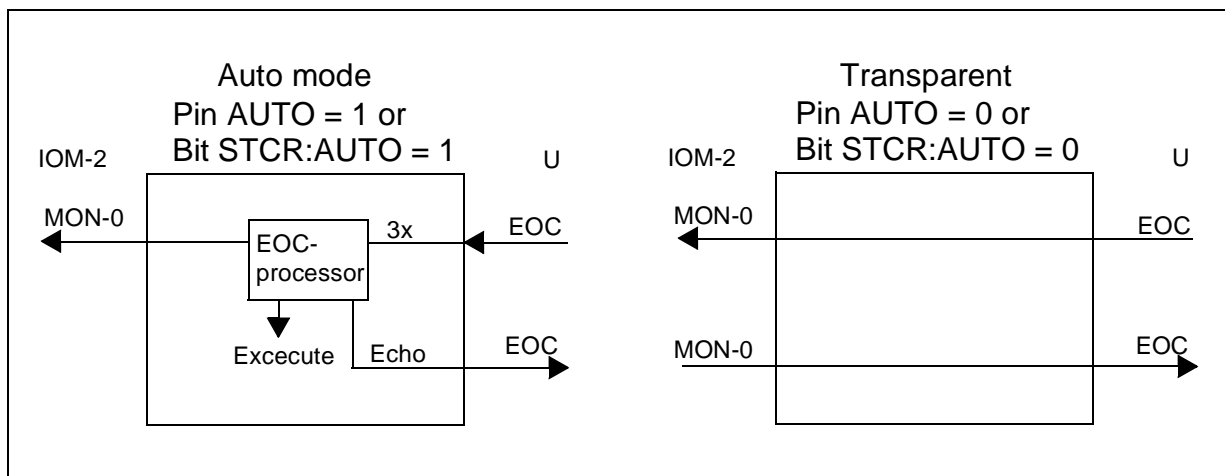 Auto mode
Pin AUTO = 1 or
Bit STCR:AUTO = 1
IOM-2
U
MON-0
3x
EOC
EOC-
processor
Excecute
Echo
EOC
Transparent
Pin AUTO = 0 or
Bit STCR:AUTO = 0
IOM-2
U
MON-0
EOC
MON-0
EOC